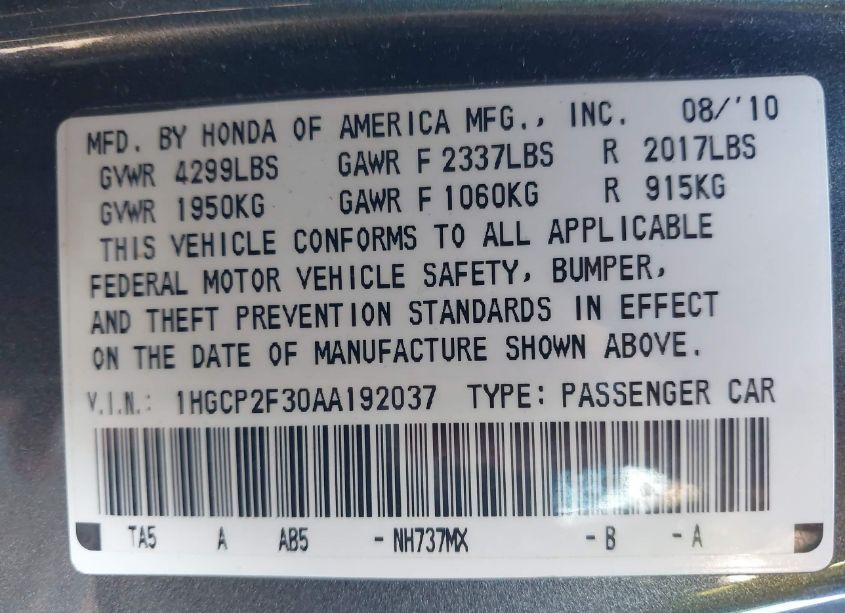 MFD. BY HONDA OF AMERICA MFG., INC. 08/'10
GVWR 4299LBS GAWR F 2337LBS R 2017LBS
GVWR 1950KG GAWR F 1060KG R 915KG
THIS VEHICLE CONFORMS TO ALL APPLICABLE
FEDERAL MOTOR VEHICLE SAFETY, BUMPER,
AND THEFT PREVENTION STANDARDS IN EFFECT
ON THE DATE OF MANUFACTURE SHOWN ABOVE.
V.I.N.: 1HGCP2F30AA192037 TYPE: PASSENGER CAR
TA5 A AB5 - NH737MX - B - A